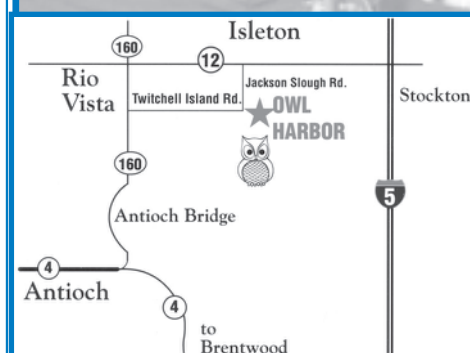 Isleton
160
12
Rio
Vista
Jackson Slough Rd.
Twitchell Island Rd.
OWL
HARBOR
Stockton
160
5
Antioch Bridge
4
Antioch
4
to
Brentwood